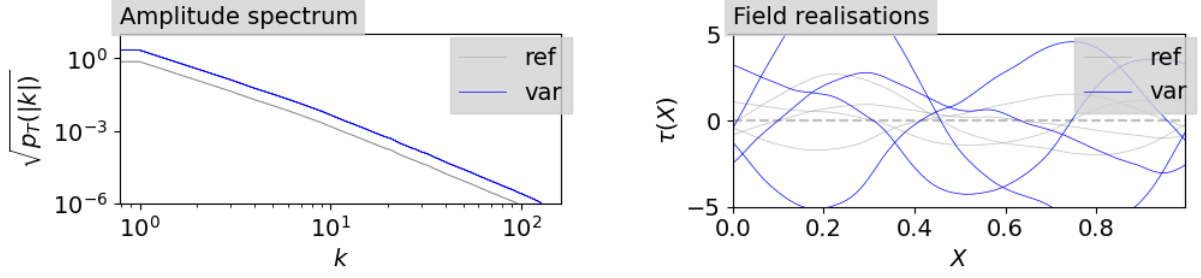 Amplitude spectrum
√p_T(|k|)
10^0
10^-3
10^-6
10^0
10^1
10^2
k
ref
var
Field realisations
τ(X)
5
0
−5
0.0
0.2
0.4
0.6
0.8
X
ref
var